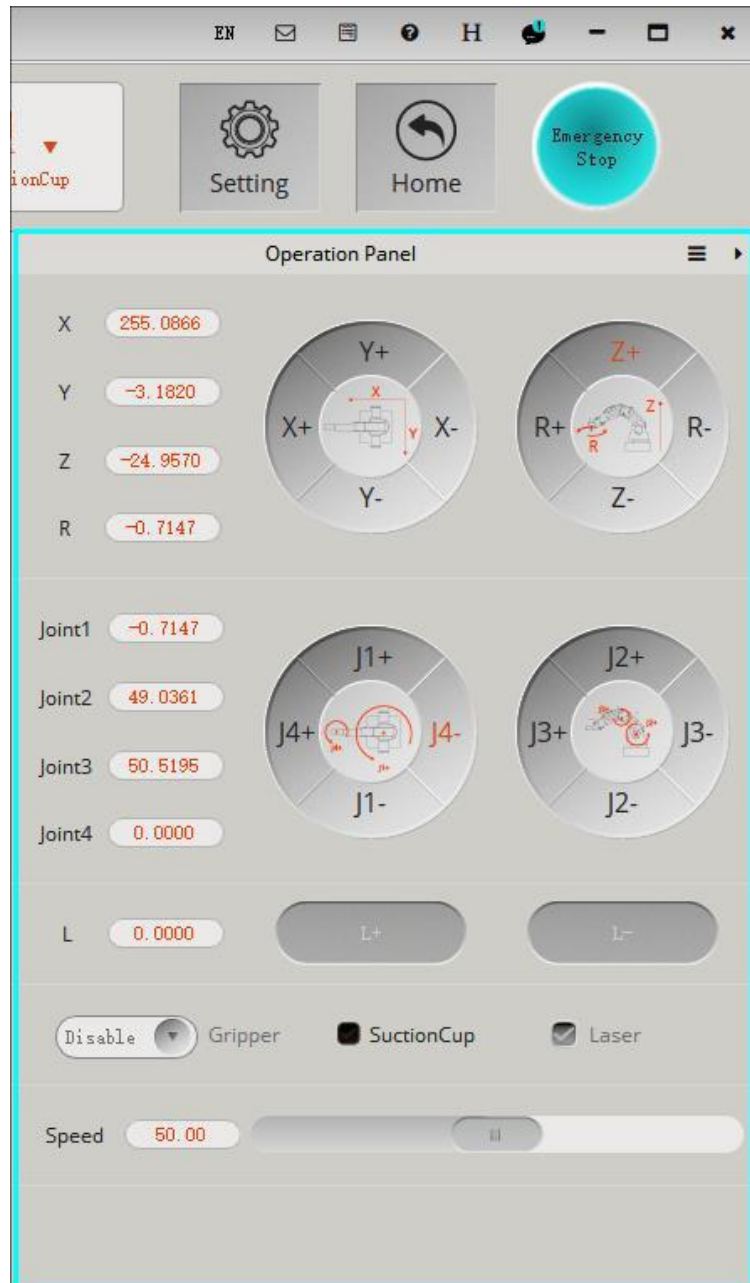 EN
H
1
ionCup
Setting
Home
Emergency
Stop
Operation Panel
X 255.0866
Y -3.1820
Z -24.9570
R -0.7147
Y+
X+ X-
Y-
X
Y
Z+
R+ R-
Z-
Z
R
Joint1 -0.7147
Joint2 49.0361
Joint3 50.5195
Joint4 0.0000
J1+
J4+ J4-
J1-
J2+
J3+ J3-
J2-
L 0.0000 L+ L-
Disable Gripper SuctionCup Laser
Speed 50.00